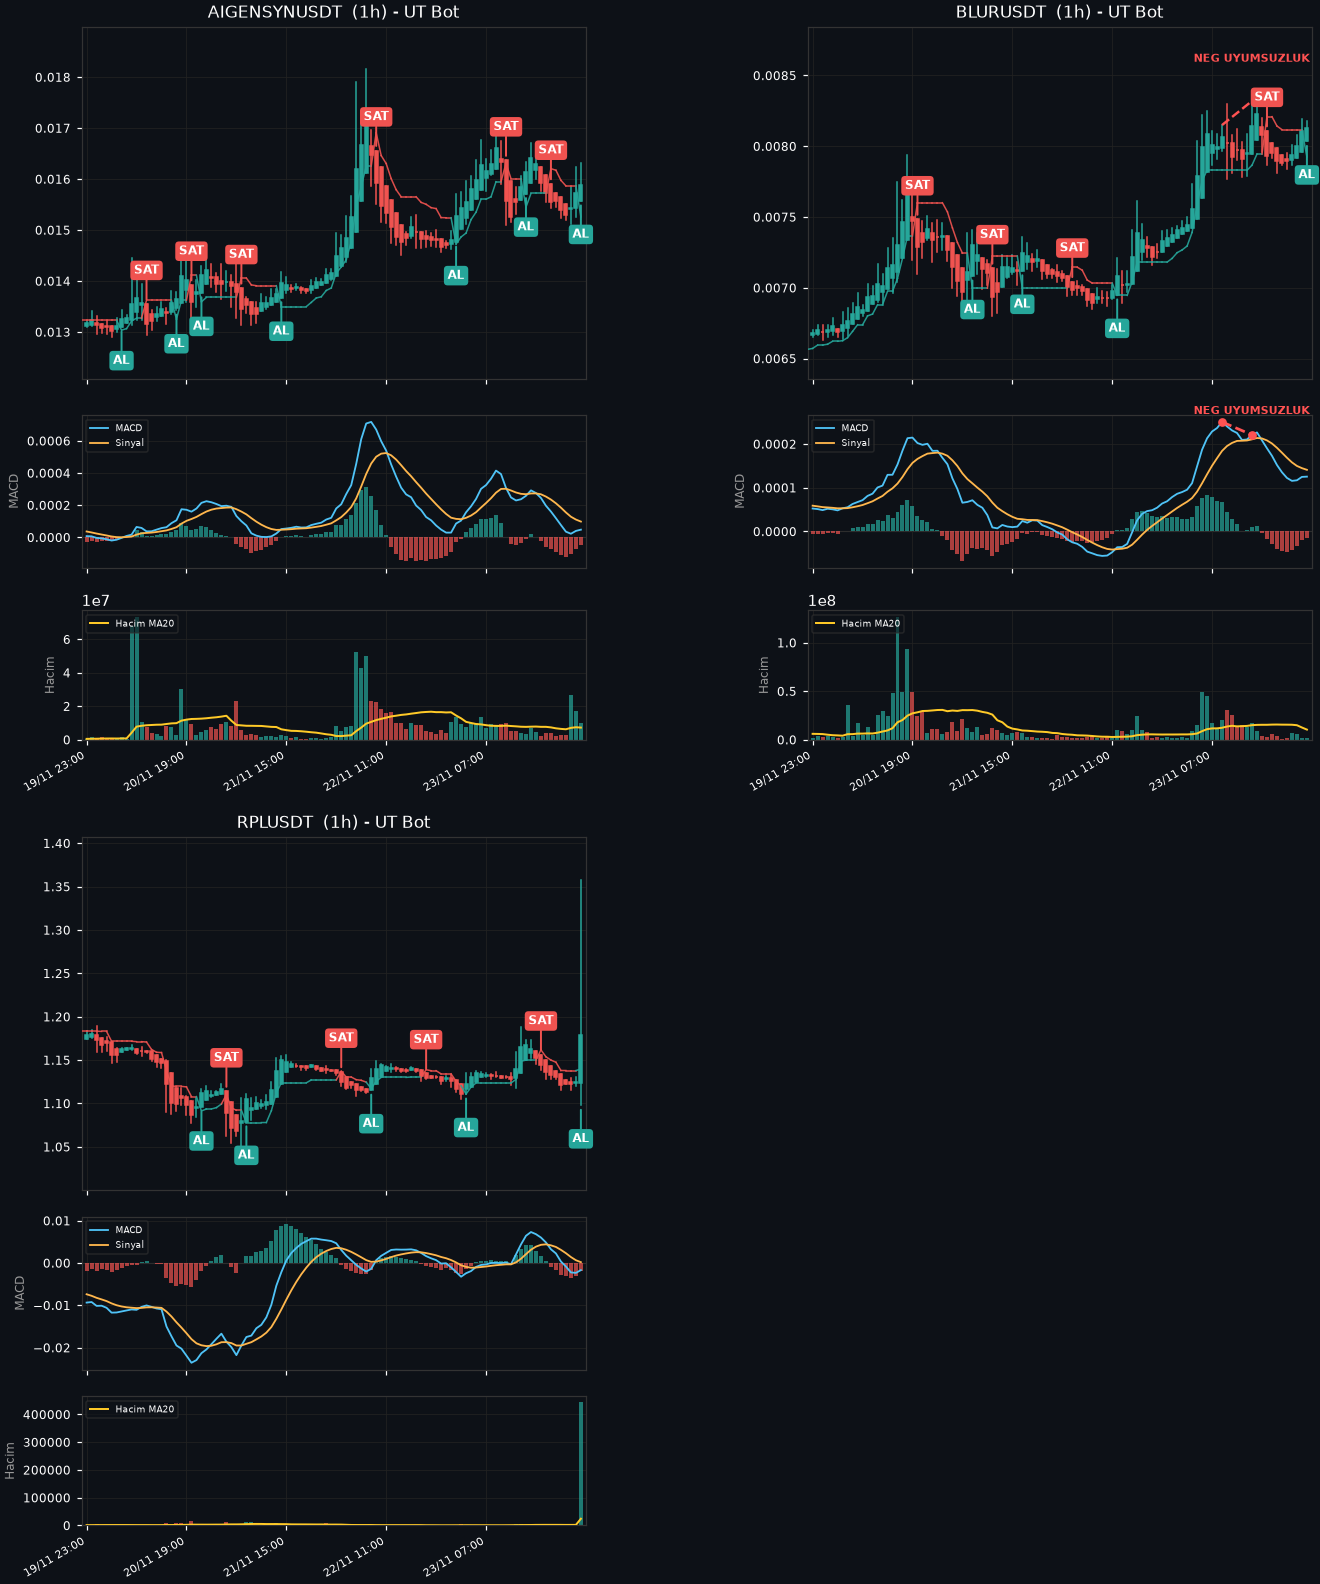 AIGENSYNUSDT (1h) - UT Bot
0.018
0.017
0.016
0.015
0.014
0.013
SAT
SAT
SAT
SAT
SAT
SAT
AL
AL
AL
AL
AL
AL
AL
MACD
Sinyal
MACD
0.0006
0.0004
0.0002
0.0000
1e7
Hacim MA20
Hacim
6
4
2
0
19/11 23:00
20/11 19:00
21/11 15:00
22/11 11:00
23/11 07:00
BLURUSDT (1h) - UT Bot
NEG UYUMSUZLUK
0.0085
0.0080
0.0075
0.0070
0.0065
SAT
SAT
SAT
SAT
AL
AL
AL
AL
NEG UYUMSUZLUK
MACD
Sinyal
MACD
0.0002
0.0001
0.0000
1e8
Hacim MA20
Hacim
1.0
0.5
0.0
19/11 23:00
20/11 19:00
21/11 15:00
22/11 11:00
23/11 07:00
RPLUSDT (1h) - UT Bot
1.40
1.35
1.30
1.25
1.20
1.15
1.10
1.05
SAT
SAT
SAT
SAT
AL
AL
AL
AL
AL
MACD
Sinyal
MACD
0.01
0.00
−0.01
−0.02
Hacim MA20
Hacim
400000
300000
200000
100000
0
19/11 23:00
20/11 19:00
21/11 15:00
22/11 11:00
23/11 07:00